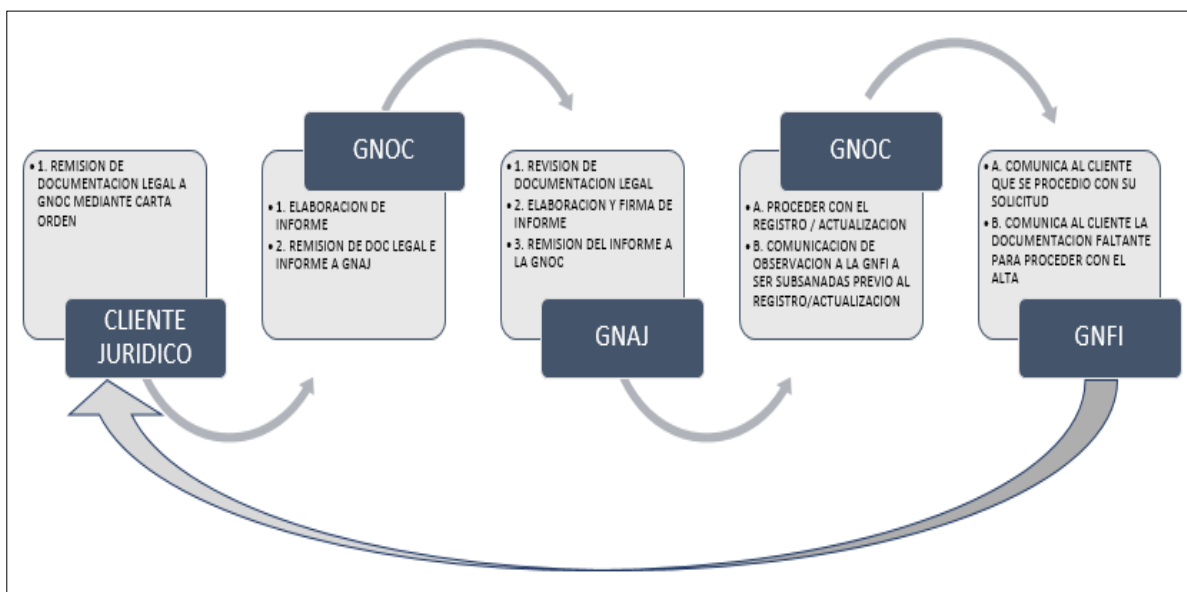 • 1. REMISION DE
DOCUMENTACION LEGAL A
GNOC MEDIANTE CARTA
ORDEN
CLIENTE
JURIDICO
GNOC
• 1. ELABORACION DE
INFORME
• 2. REMISION DE DOC LEGAL E
INFORME A GNAJ
• 1. REVISION DE
DOCUMENTACION LEGAL
• 2. ELABORACION Y FIRMA DE
INFORME
• 3. REMISION DEL INFORME A
LA GNOC
GNAJ
GNOC
• A. PROCEDER CON EL
REGISTRO / ACTUALIZACION
• B. COMUNICACION DE
OBSERVACION A LA GNFI A
SER SUBSANADAS PREVIO AL
REGISTRO/ACTUALIZACION
• A. COMUNICA AL CLIENTE
QUE SE PROCEDIO CON SU
SOLICITUD
• B. COMUNICA AL CLIENTE LA
DOCUMENTACION FALTANTE
PARA PROCEDER CON EL
ALTA
GNFI